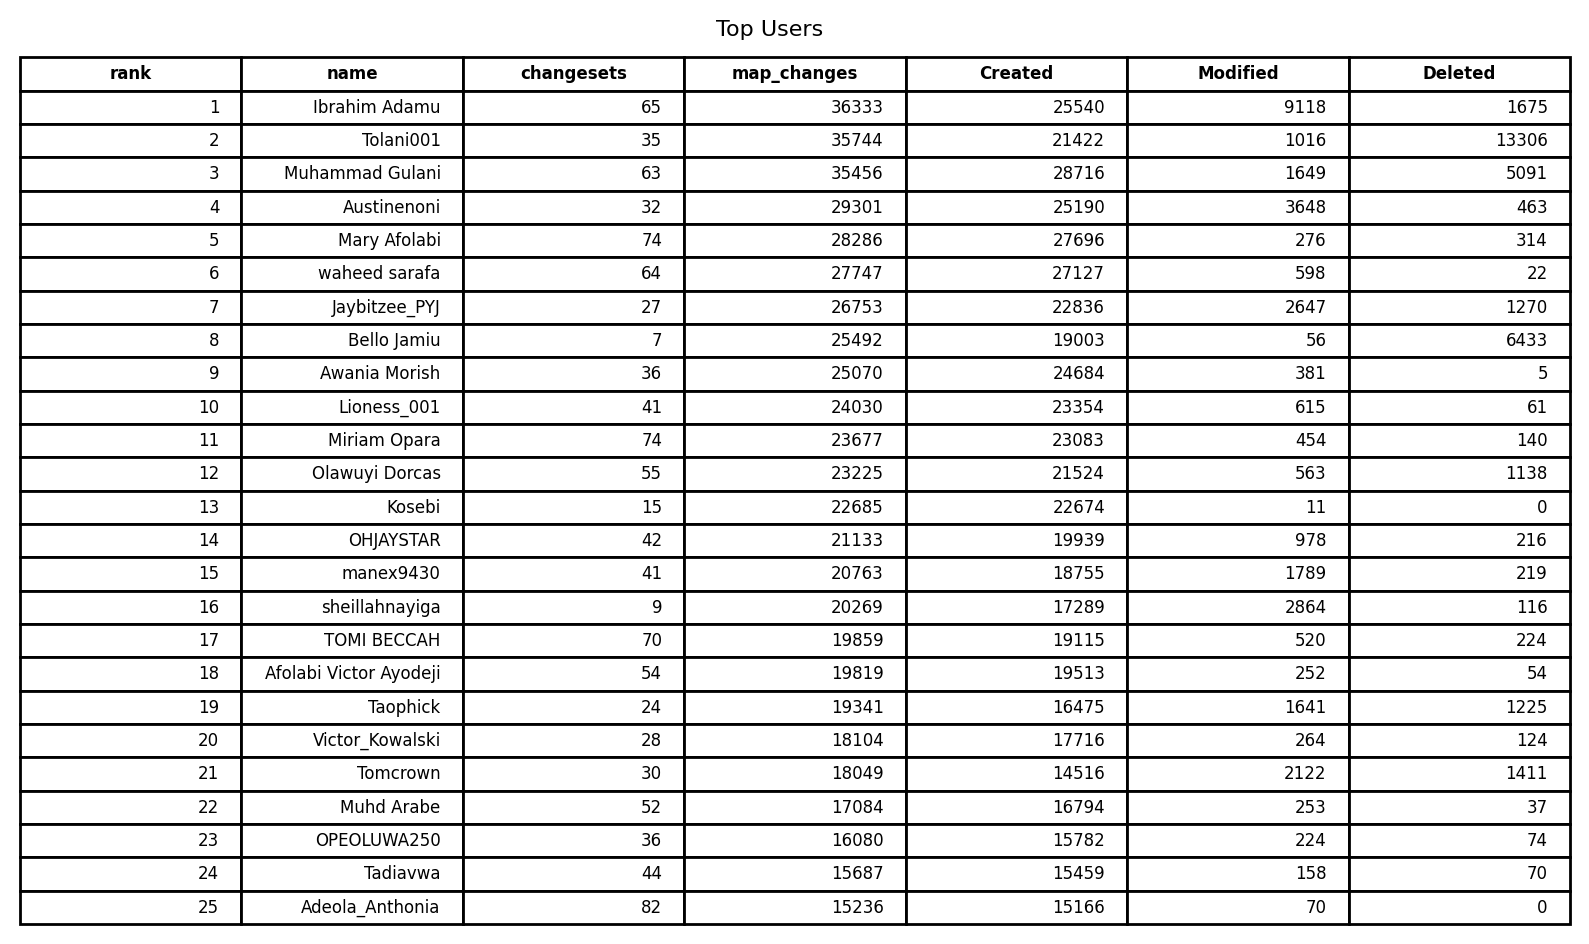 Top Users
rank name changesets map_changes Created Modified Deleted
1 Ibrahim Adamu 65 36333 25540 9118 1675
2 Tolani001 35 35744 21422 1016 13306
3 Muhammad Gulani 63 35456 28716 1649 5091
4 Austinenoni 32 29301 25190 3648 463
5 Mary Afolabi 74 28286 27696 276 314
6 waheed sarafa 64 27747 27127 598 22
7 Jaybitzee_PYJ 27 26753 22836 2647 1270
8 Bello Jamiu 7 25492 19003 56 6433
9 Awania Morish 36 25070 24684 381 5
10 Lioness_001 41 24030 23354 615 61
11 Miriam Opara 74 23677 23083 454 140
12 Olawuyi Dorcas 55 23225 21524 563 1138
13 Kosebi 15 22685 22674 11 0
14 OHJAYSTAR 42 21133 19939 978 216
15 manex9430 41 20763 18755 1789 219
16 sheillahnayiga 9 20269 17289 2864 116
17 TOMI BECCAH 70 19859 19115 520 224
18 Afolabi Victor Ayodeji 54 19819 19513 252 54
19 Taophick 24 19341 16475 1641 1225
20 Victor_Kowalski 28 18104 17716 264 124
21 Tomcrown 30 18049 14516 2122 1411
22 Muhd Arabe 52 17084 16794 253 37
23 OPEOLUWA250 36 16080 15782 224 74
24 Tadiavwa 44 15687 15459 158 70
25 Adeola_Anthonia 82 15236 15166 70 0